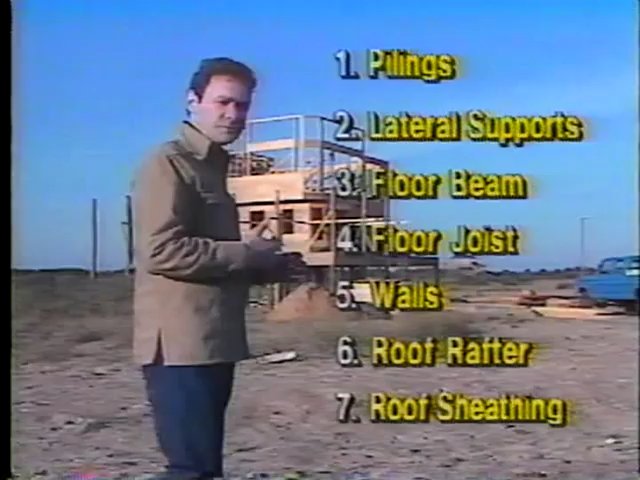 1. Pilings
2. Lateral Supports
3. Floor Beam
4. Floor Joist
5. Walls
6. Roof Rafter
7. Roof Sheathing